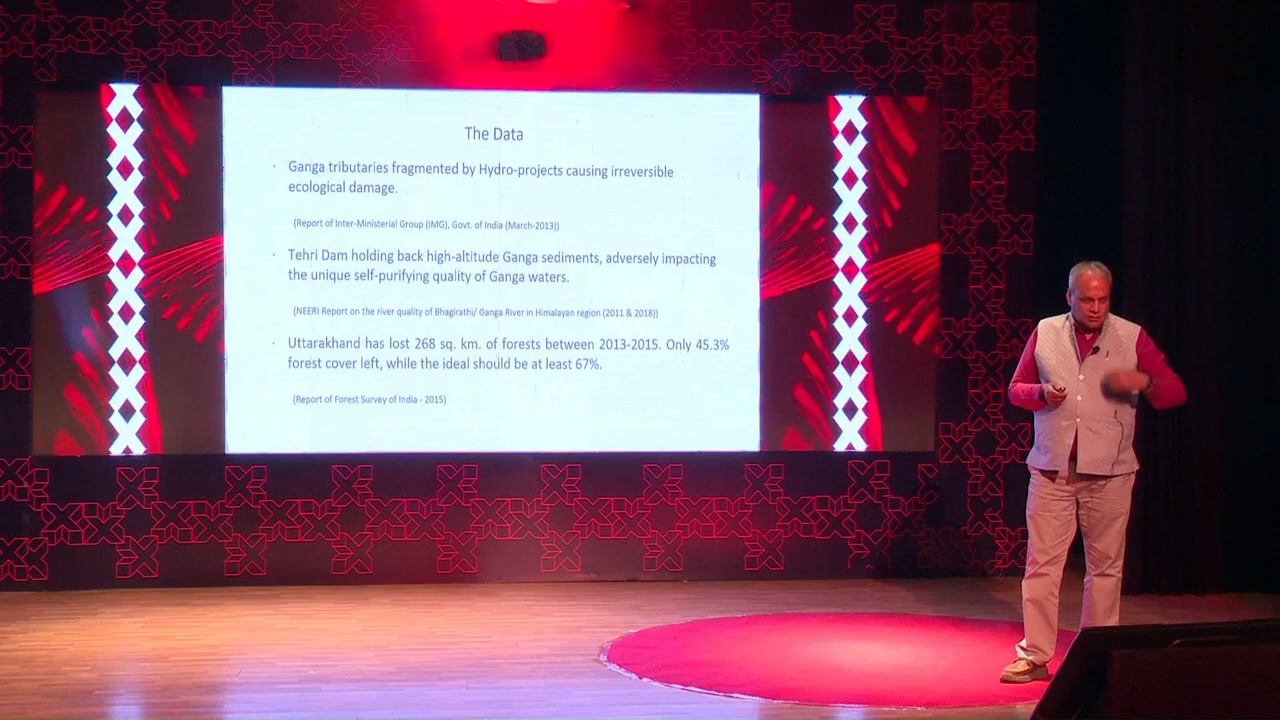 The Data
· Ganga tributaries fragmented by Hydro-projects causing irreversible
ecological damage.
(Report of Inter-Ministerial Group (IMG), Govt. of India (March-2013))
· Tehri Dam holding back high-altitude Ganga sediments, adversely impacting
the unique self-purifying quality of Ganga waters.
(NEERI Report on the river quality of Bhagirathi/ Ganga River in Himalayan region (2011 & 2018))
· Uttarakhand has lost 268 sq. km. of forests between 2013-2015. Only 45.3%
forest cover left, while the ideal should be at least 67%.
(Report of Forest Survey of India - 2015)